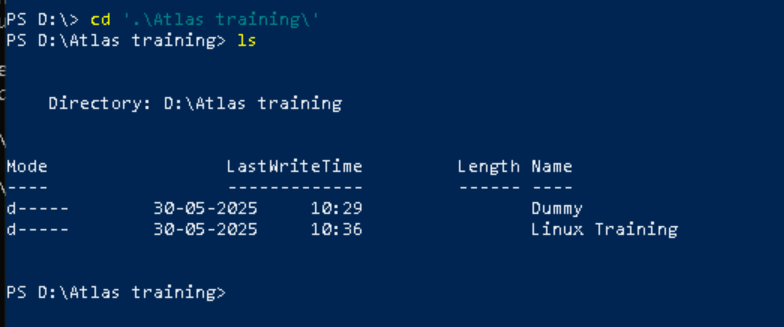 PS D:\> cd '.\Atlas training\'
PS D:\Atlas training> ls
Directory: D:\Atlas training
Mode                 LastWriteTime         Length Name
----                 -------------         ------ ----
d-----        30-05-2025     10:29                Dummy
d-----        30-05-2025     10:36                Linux Training
PS D:\Atlas training>